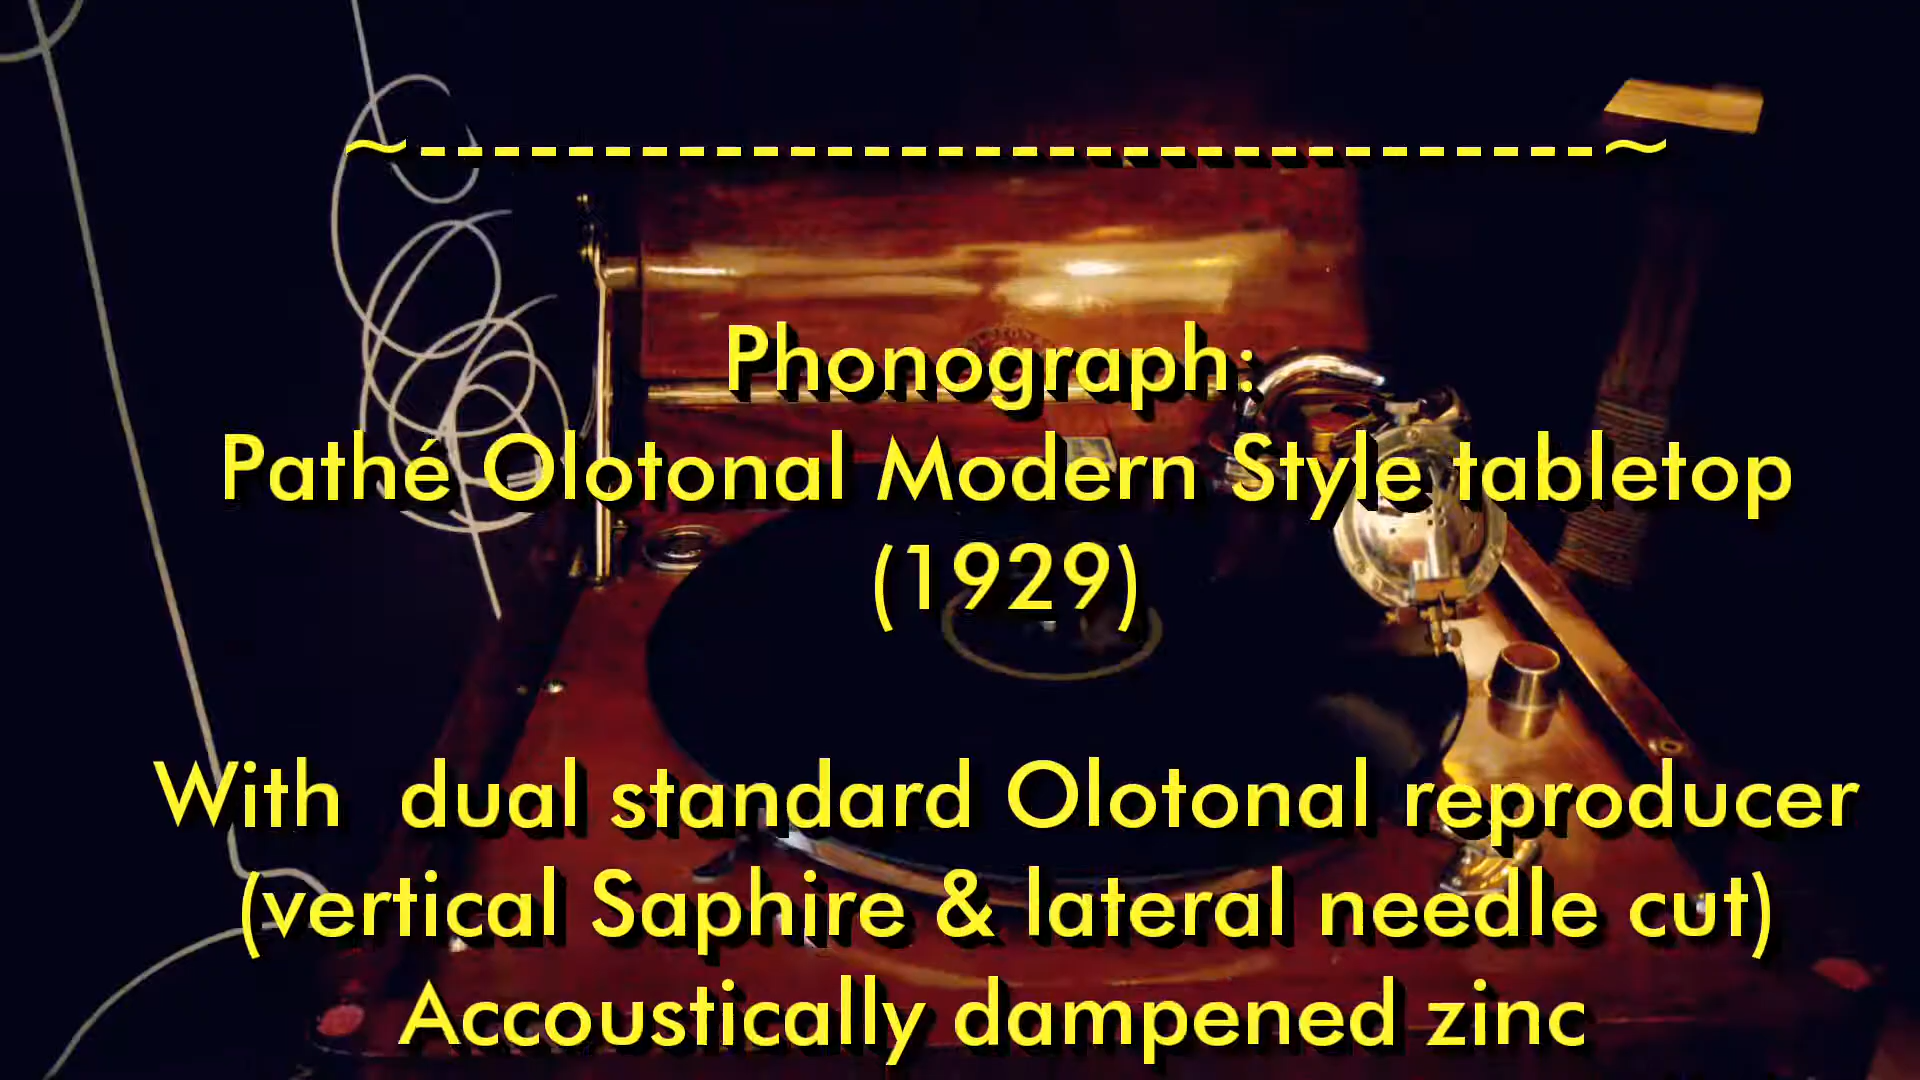 ~--------------------------------~
Phonograph:
Pathé Olotonal Modern Style tabletop
(1929)
With  dual standard Olotonal reproducer
(vertical Saphire & lateral needle cut)
Accoustically dampened zinc